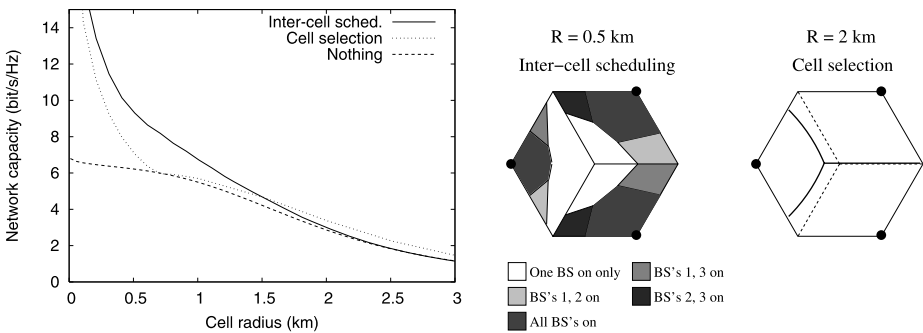 Network capacity (bit/s/Hz)
14
12
10
8
6
4
2
0
0
0.5
1
1.5
2
2.5
3
Cell radius (km)
Inter-cell sched.
Cell selection
Nothing
R = 0.5 km
Inter−cell scheduling
R = 2 km
Cell selection
One BS on only
BS's 1, 3 on
BS's 1, 2 on
BS's 2, 3 on
All BS's on